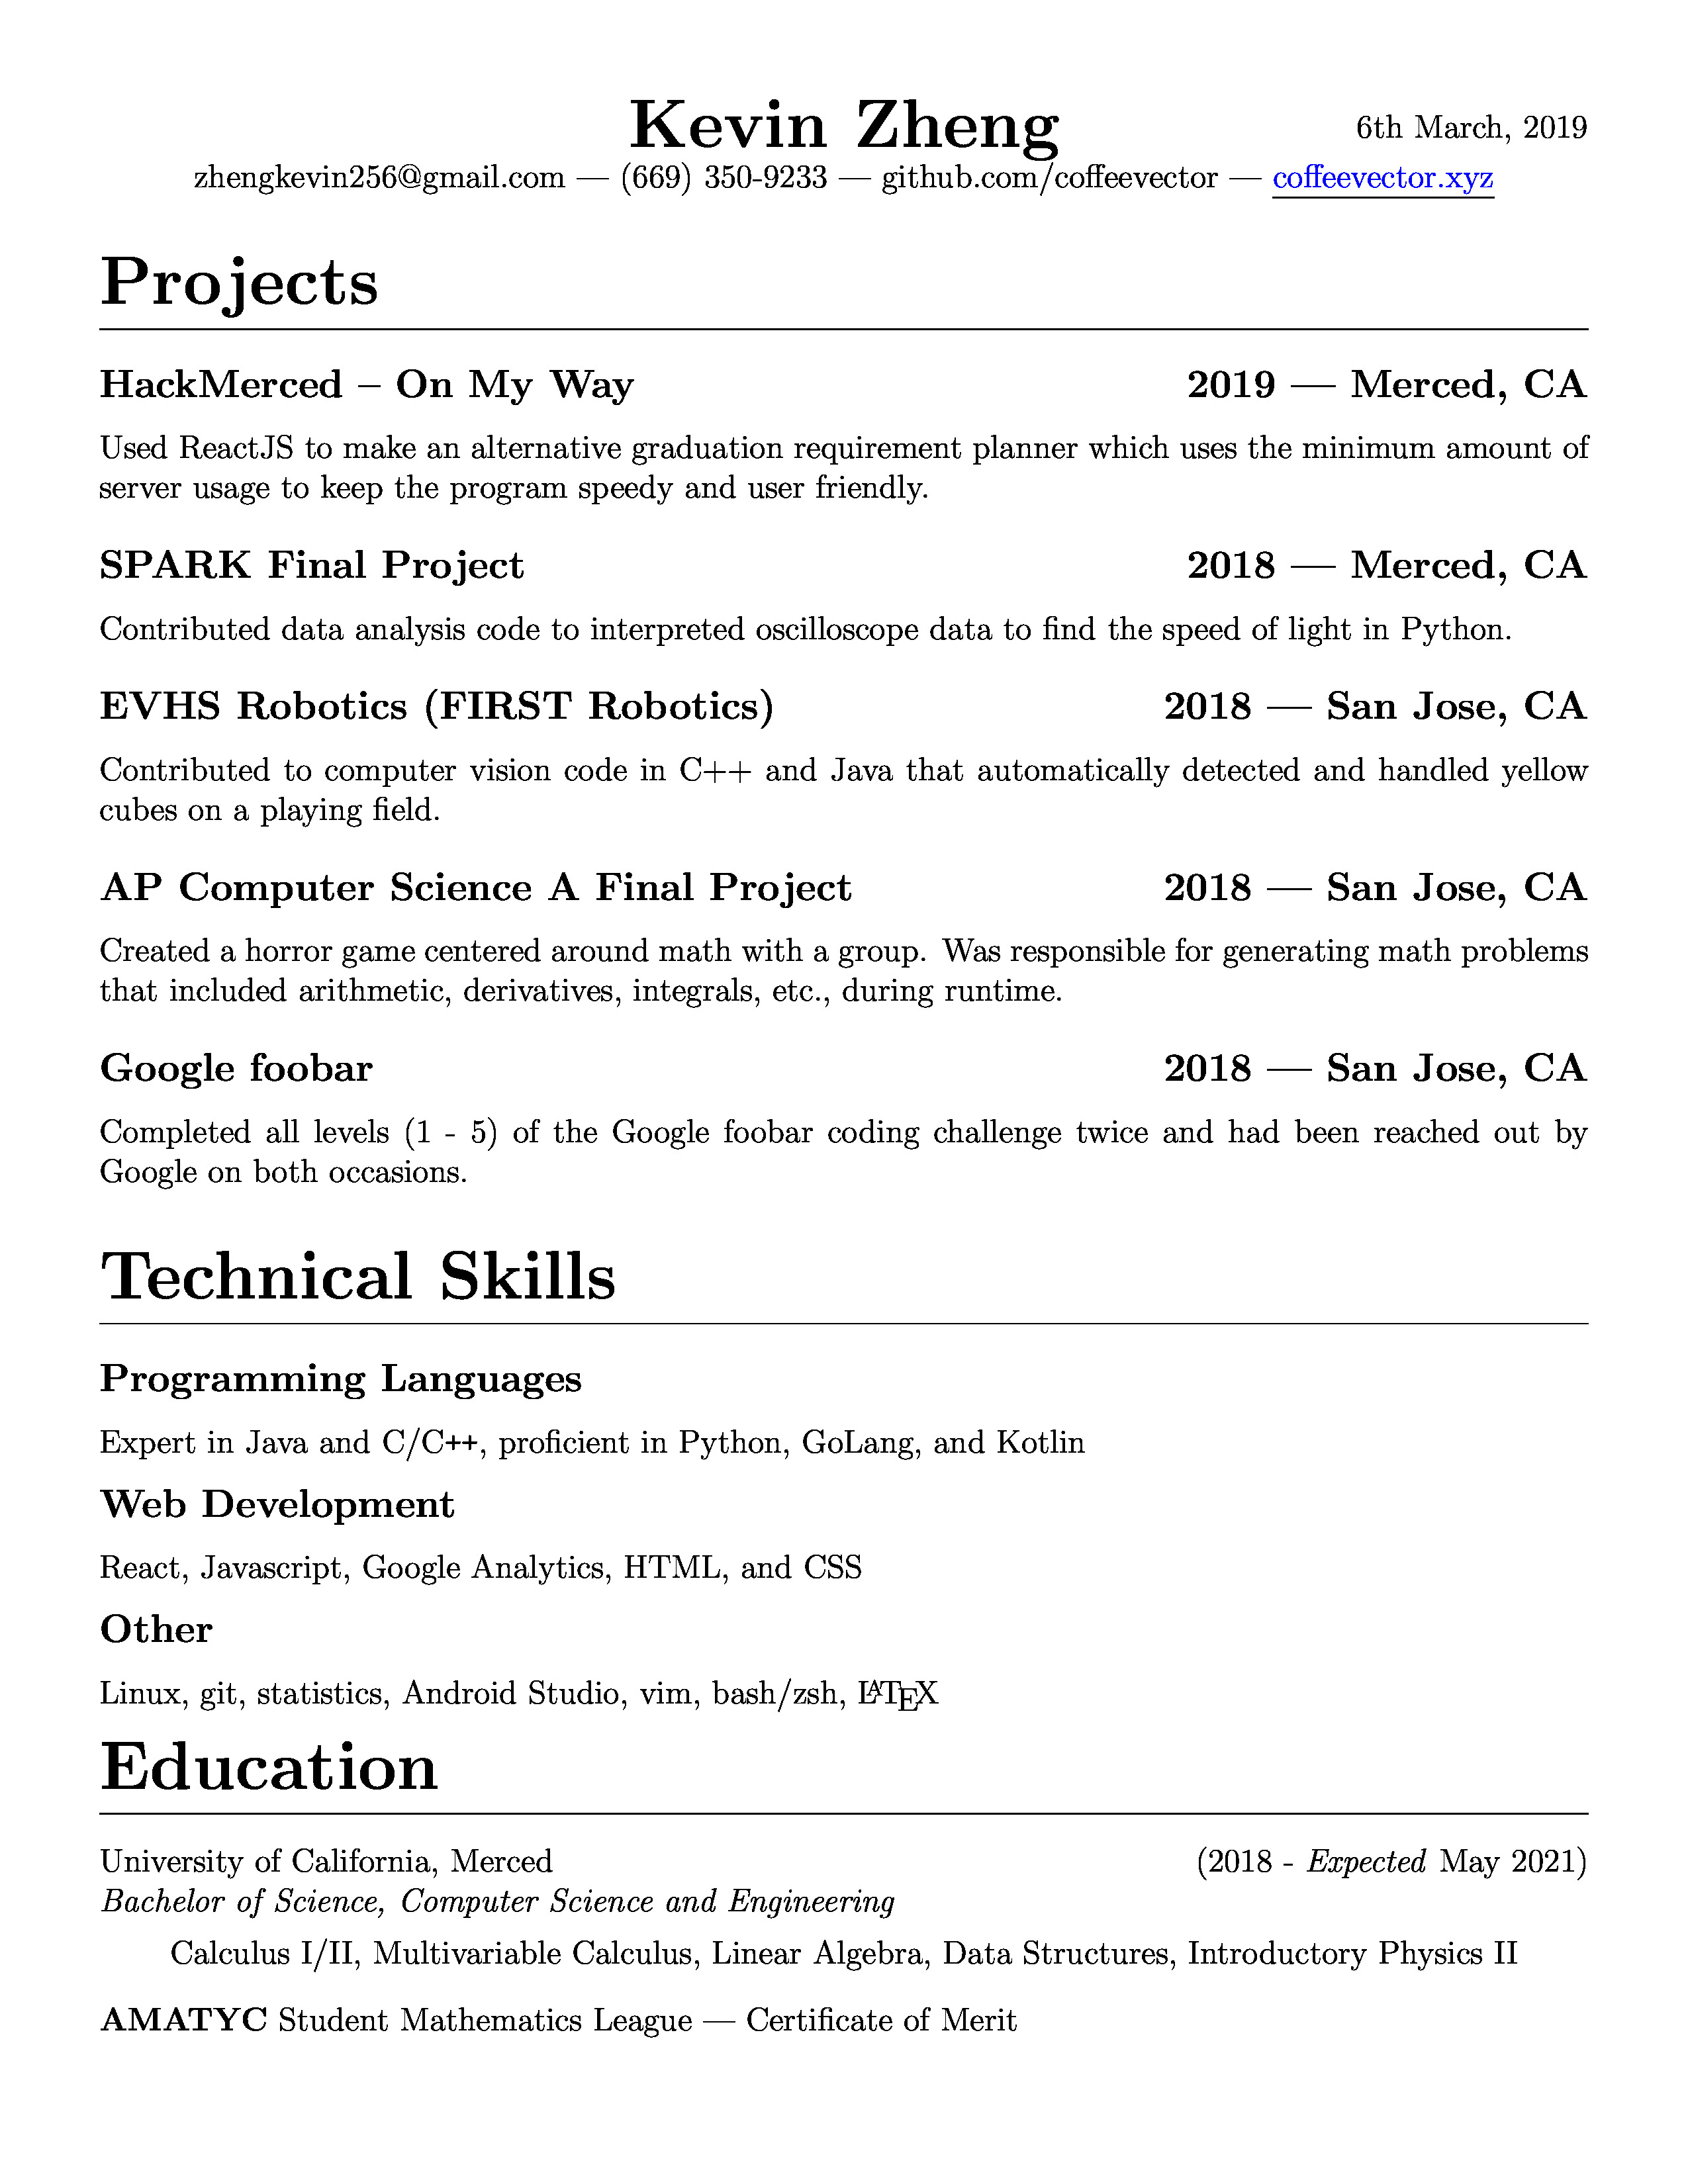 Kevin Zheng
6th March, 2019
zhengkevin256@gmail.com — (669) 350-9233 — github.com/coffeevector — coffeevector.xyz
Projects
HackMerced – On My Way 2019 — Merced, CA
Used ReactJS to make an alternative graduation requirement planner which uses the minimum amount of
server usage to keep the program speedy and user friendly.
SPARK Final Project 2018 — Merced, CA
Contributed data analysis code to interpreted oscilloscope data to find the speed of light in Python.
EVHS Robotics (FIRST Robotics) 2018 — San Jose, CA
Contributed to computer vision code in C++ and Java that automatically detected and handled yellow
cubes on a playing field.
AP Computer Science A Final Project 2018 — San Jose, CA
Created a horror game centered around math with a group. Was responsible for generating math problems
that included arithmetic, derivatives, integrals, etc., during runtime.
Google foobar 2018 — San Jose, CA
Completed all levels (1 - 5) of the Google foobar coding challenge twice and had been reached out by
Google on both occasions.
Technical Skills
Programming Languages
Expert in Java and C/C++, proficient in Python, GoLang, and Kotlin
Web Development
React, Javascript, Google Analytics, HTML, and CSS
Other
Linux, git, statistics, Android Studio, vim, bash/zsh, LATEX
Education
University of California, Merced (2018 - Expected May 2021)
Bachelor of Science, Computer Science and Engineering
Calculus I/II, Multivariable Calculus, Linear Algebra, Data Structures, Introductory Physics II
AMATYC Student Mathematics League — Certificate of Merit